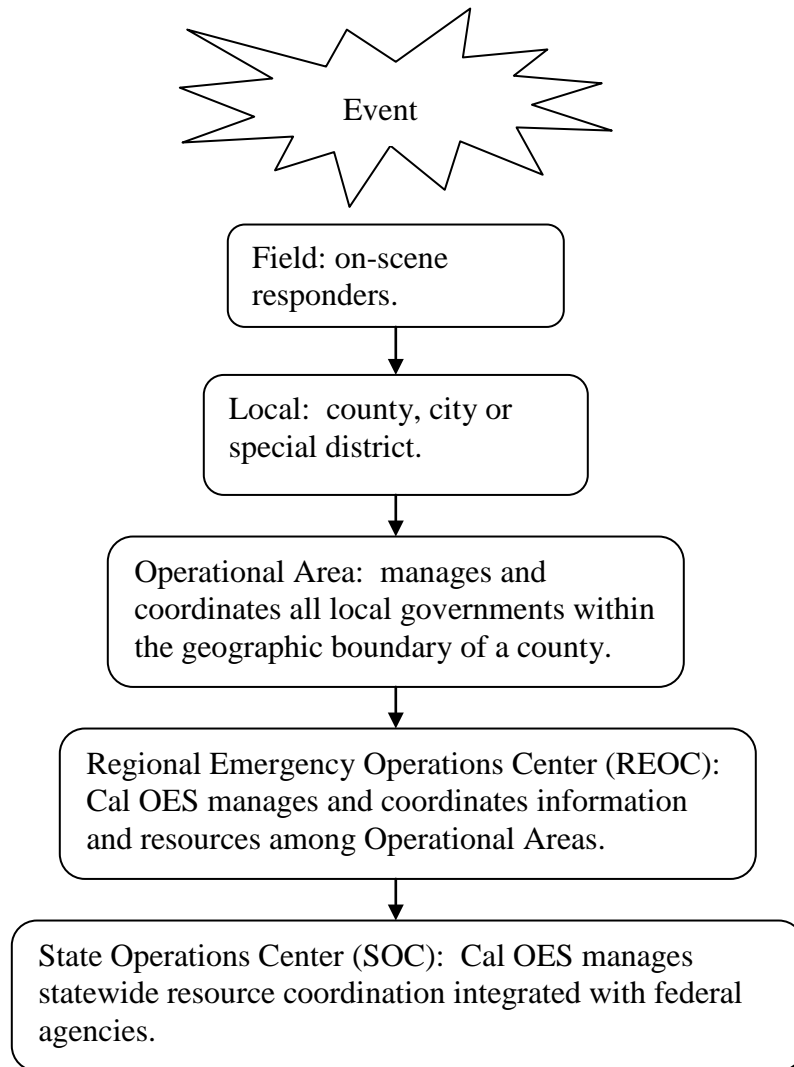 Event
Field: on-scene
responders.
Local:  county, city or
special district.
Operational Area:  manages and
coordinates all local governments within
the geographic boundary of a county.
Regional Emergency Operations Center (REOC):
Cal OES manages and coordinates information
and resources among Operational Areas.
State Operations Center (SOC):  Cal OES manages
statewide resource coordination integrated with federal
agencies.